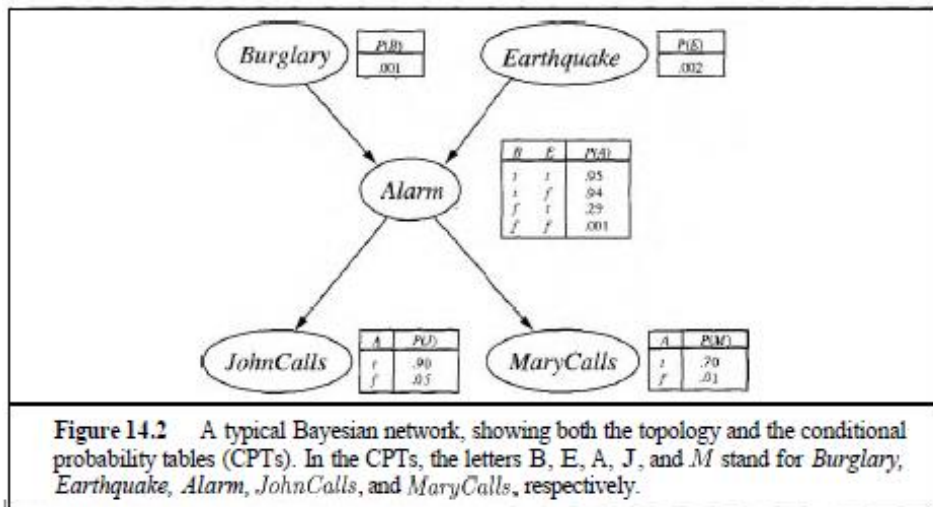 Burglary
P(B)
.001
Earthquake
P(E)
.002
Alarm
B E P(A)
t t .95
t f .94
f t .29
f f .001
JohnCalls
A P(J)
t .90
f .05
MaryCalls
A P(M)
t .70
f .01
Figure 14.2 A typical Bayesian network, showing both the topology and the conditional
probability tables (CPTs). In the CPTs, the letters B, E, A, J, and M stand for Burglary,
Earthquake, Alarm, JohnCalls, and MaryCalls, respectively.